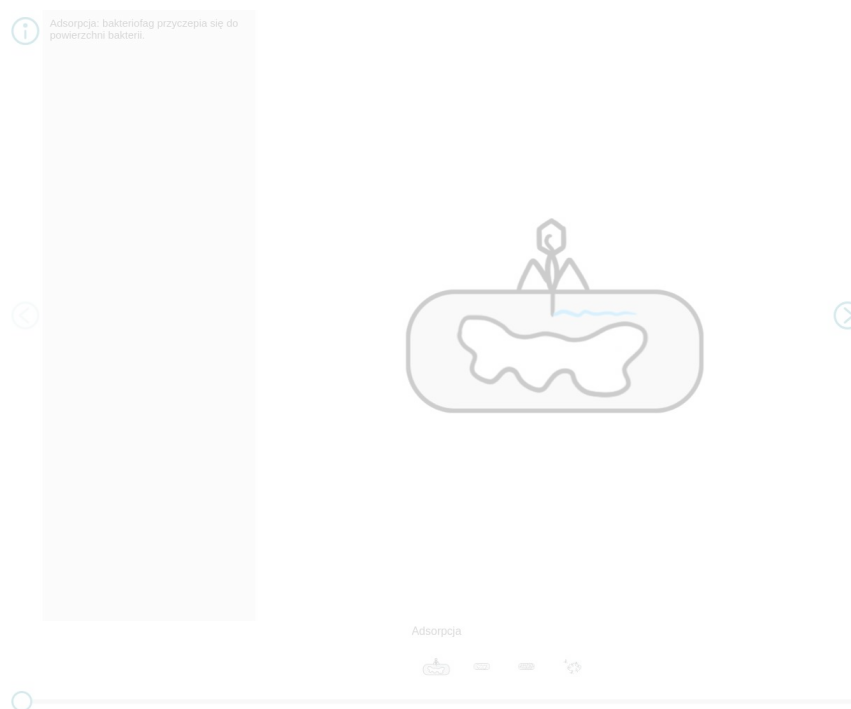 Adsorpcja: bakteriofag przyczepia się do
powierzchni bakterii.
Adsorpcja